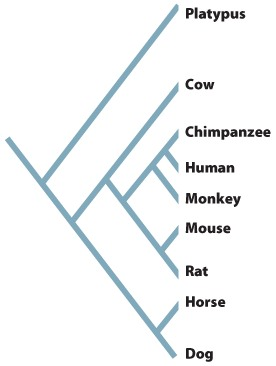 Platypus
Cow
Chimpanzee
Human
Monkey
Mouse
Rat
Horse
Dog